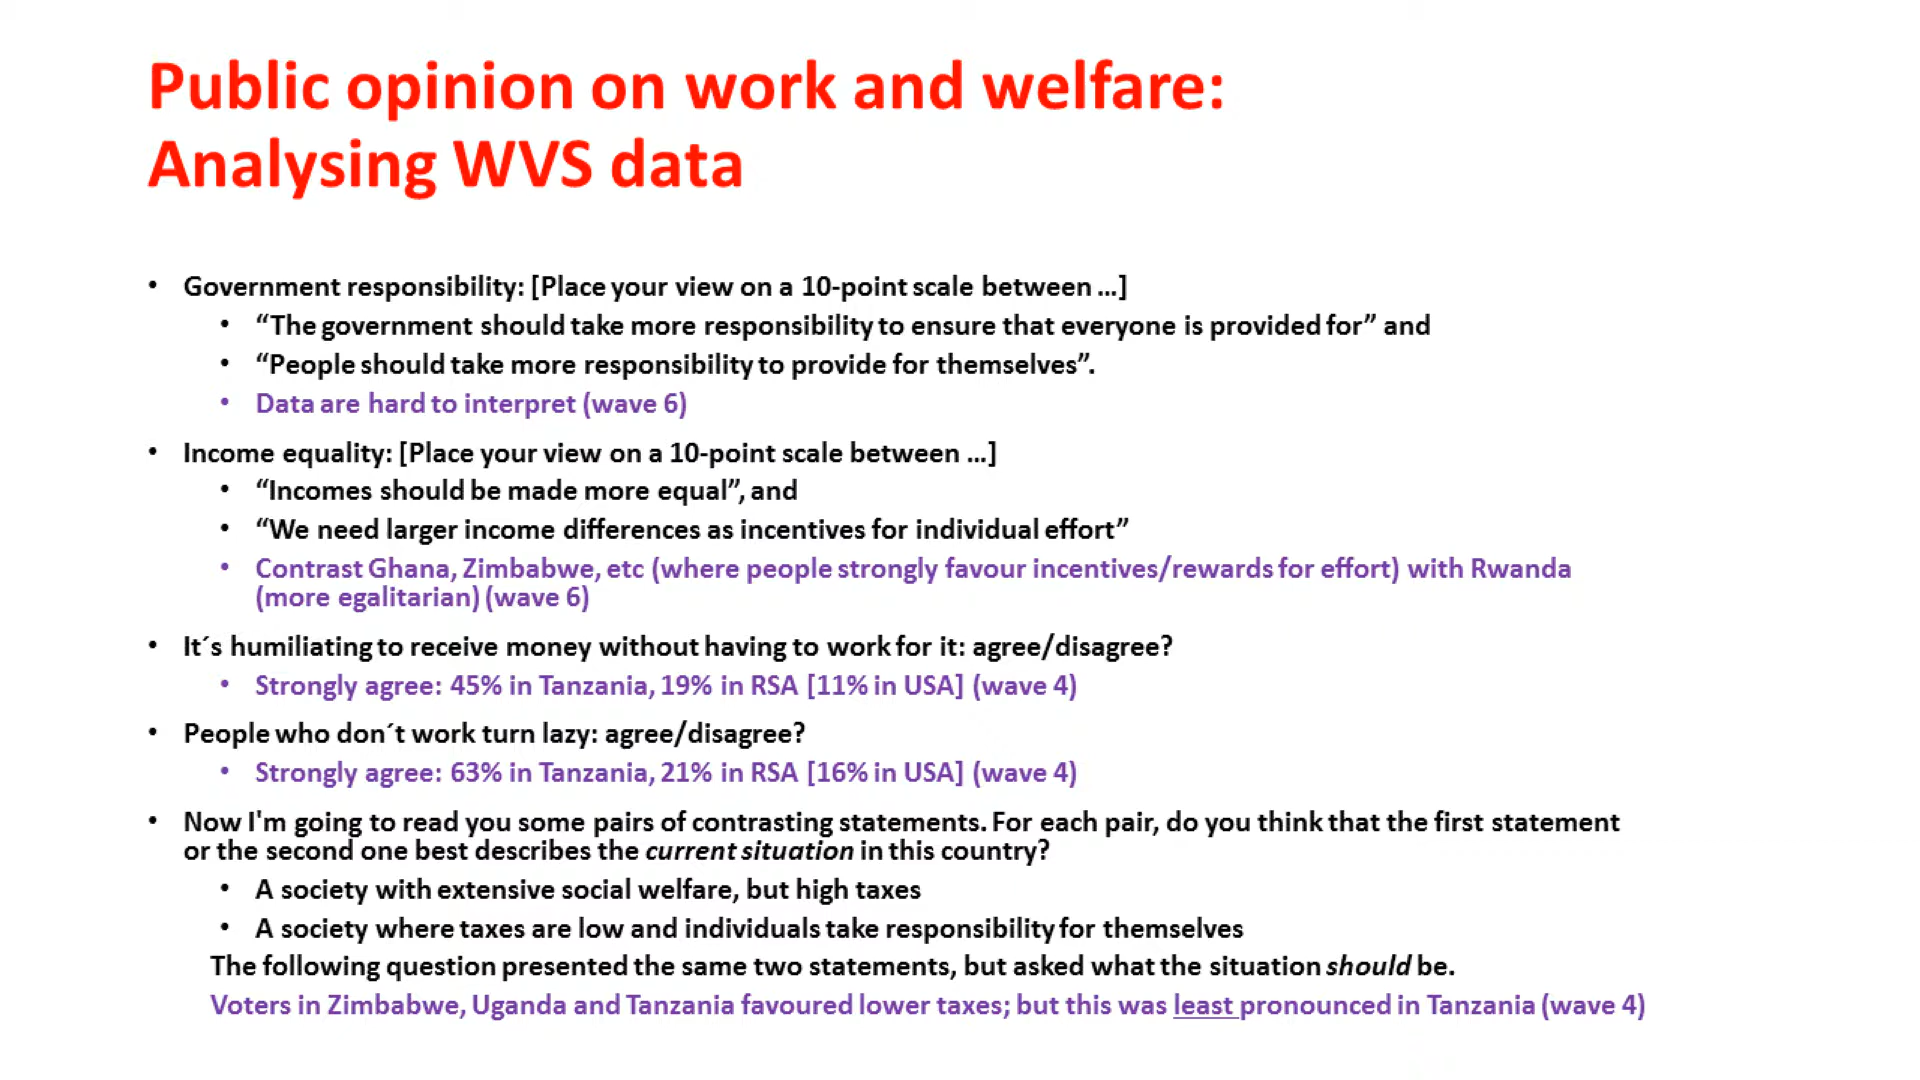 Public opinion on work and welfare:
Analysing WVS data
• Government responsibility: [Place your view on a 10-point scale between …]
• “The government should take more responsibility to ensure that everyone is provided for” and
• “People should take more responsibility to provide for themselves”.
• Data are hard to interpret (wave 6)
• Income equality: [Place your view on a 10-point scale between …]
• “Incomes should be made more equal”, and
• “We need larger income differences as incentives for individual effort”
• Contrast Ghana, Zimbabwe, etc (where people strongly favour incentives/rewards for effort) with Rwanda
(more egalitarian) (wave 6)
• It´s humiliating to receive money without having to work for it: agree/disagree?
• Strongly agree: 45% in Tanzania, 19% in RSA [11% in USA] (wave 4)
• People who don´t work turn lazy: agree/disagree?
• Strongly agree: 63% in Tanzania, 21% in RSA [16% in USA] (wave 4)
• Now I'm going to read you some pairs of contrasting statements. For each pair, do you think that the first statement
or the second one best describes the current situation in this country?
• A society with extensive social welfare, but high taxes
• A society where taxes are low and individuals take responsibility for themselves
The following question presented the same two statements, but asked what the situation should be.
Voters in Zimbabwe, Uganda and Tanzania favoured lower taxes; but this was least pronounced in Tanzania (wave 4)